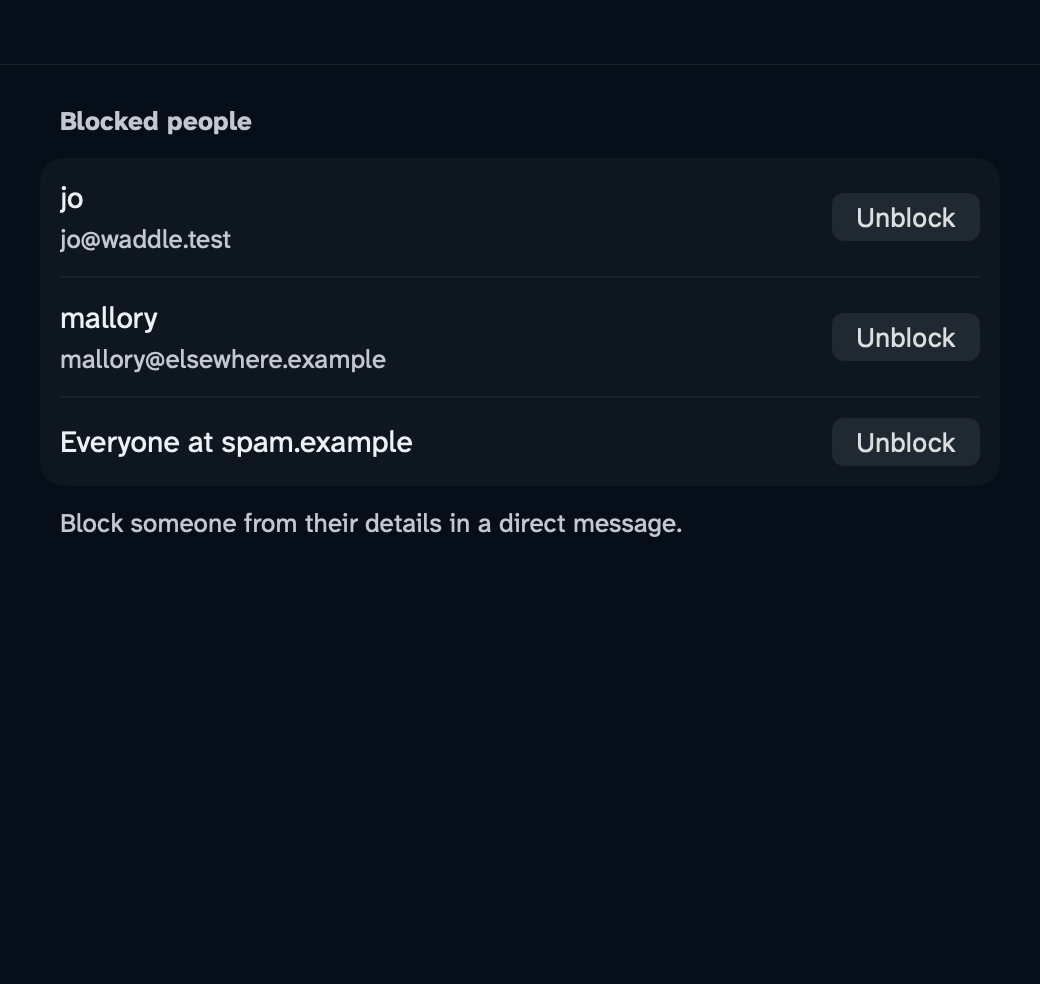 Blocked people
jo
jo@waddle.test
Unblock
mallory
mallory@elsewhere.example
Unblock
Everyone at spam.example
Unblock
Block someone from their details in a direct message.